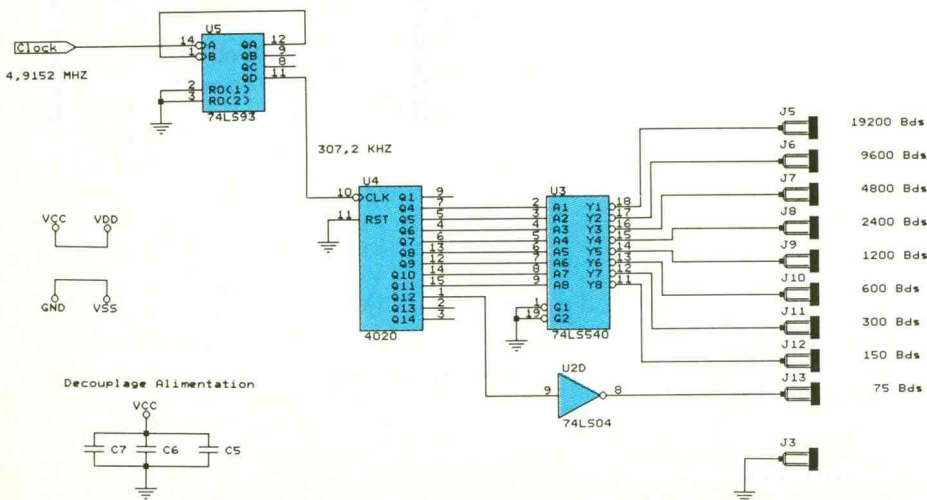 U5
Clock
14 A QA 12
1 B QB 9
QC 8
QD 11
4,9152 MHZ
2 RO(1)
3 RO(2)
74LS93
307,2 KHZ
U4
10 CLK Q1 9
Q4 7
11 RST Q5 5
Q6 4
Q7 6
Q8 13
Q9 12
Q10 14
Q11 15
Q12 1
Q13 2
Q14 3
4020
U3
2 A1 Y1 18
3 A2 Y2 17
4 A3 Y3 16
5 A4 Y4 15
6 A5 Y5 14
7 A6 Y6 13
8 A7 Y7 12
9 A8 Y8 11
1 G1
19 G2
74LS540
U2D
9 8
74LS04
J5 19200 Bds
J6 9600 Bds
J7 4800 Bds
J8 2400 Bds
J9 1200 Bds
J10 600 Bds
J11 300 Bds
J12 150 Bds
J13 75 Bds
J3
VCC VDD
GND VSS
Decouplage Alimentation
VCC
C7 C6 C5